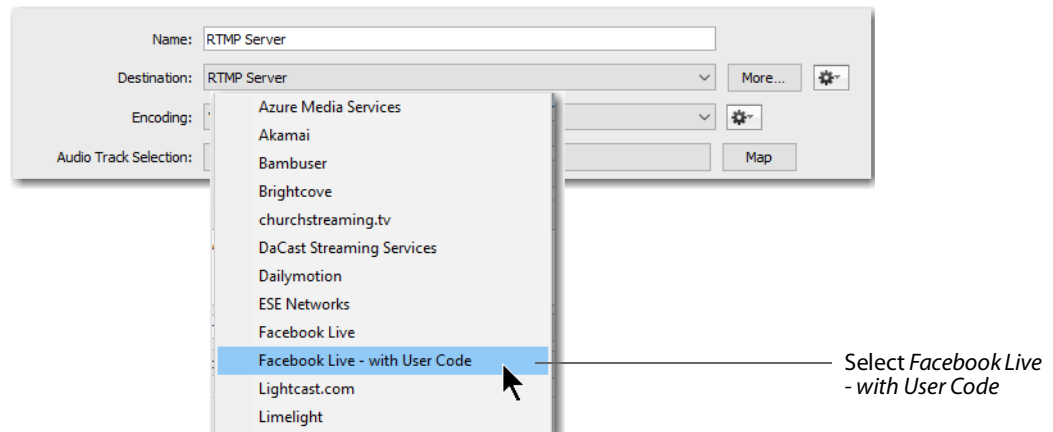 Name: RTMP Server
Destination: RTMP Server More...
Encoding:
Audio Track Selection: Map
Azure Media Services
Akamai
Bambuser
Brightcove
churchstreaming.tv
DaCast Streaming Services
Dailymotion
ESE Networks
Facebook Live
Facebook Live - with User Code
Lightcast.com
Limelight
Select Facebook Live
- with User Code